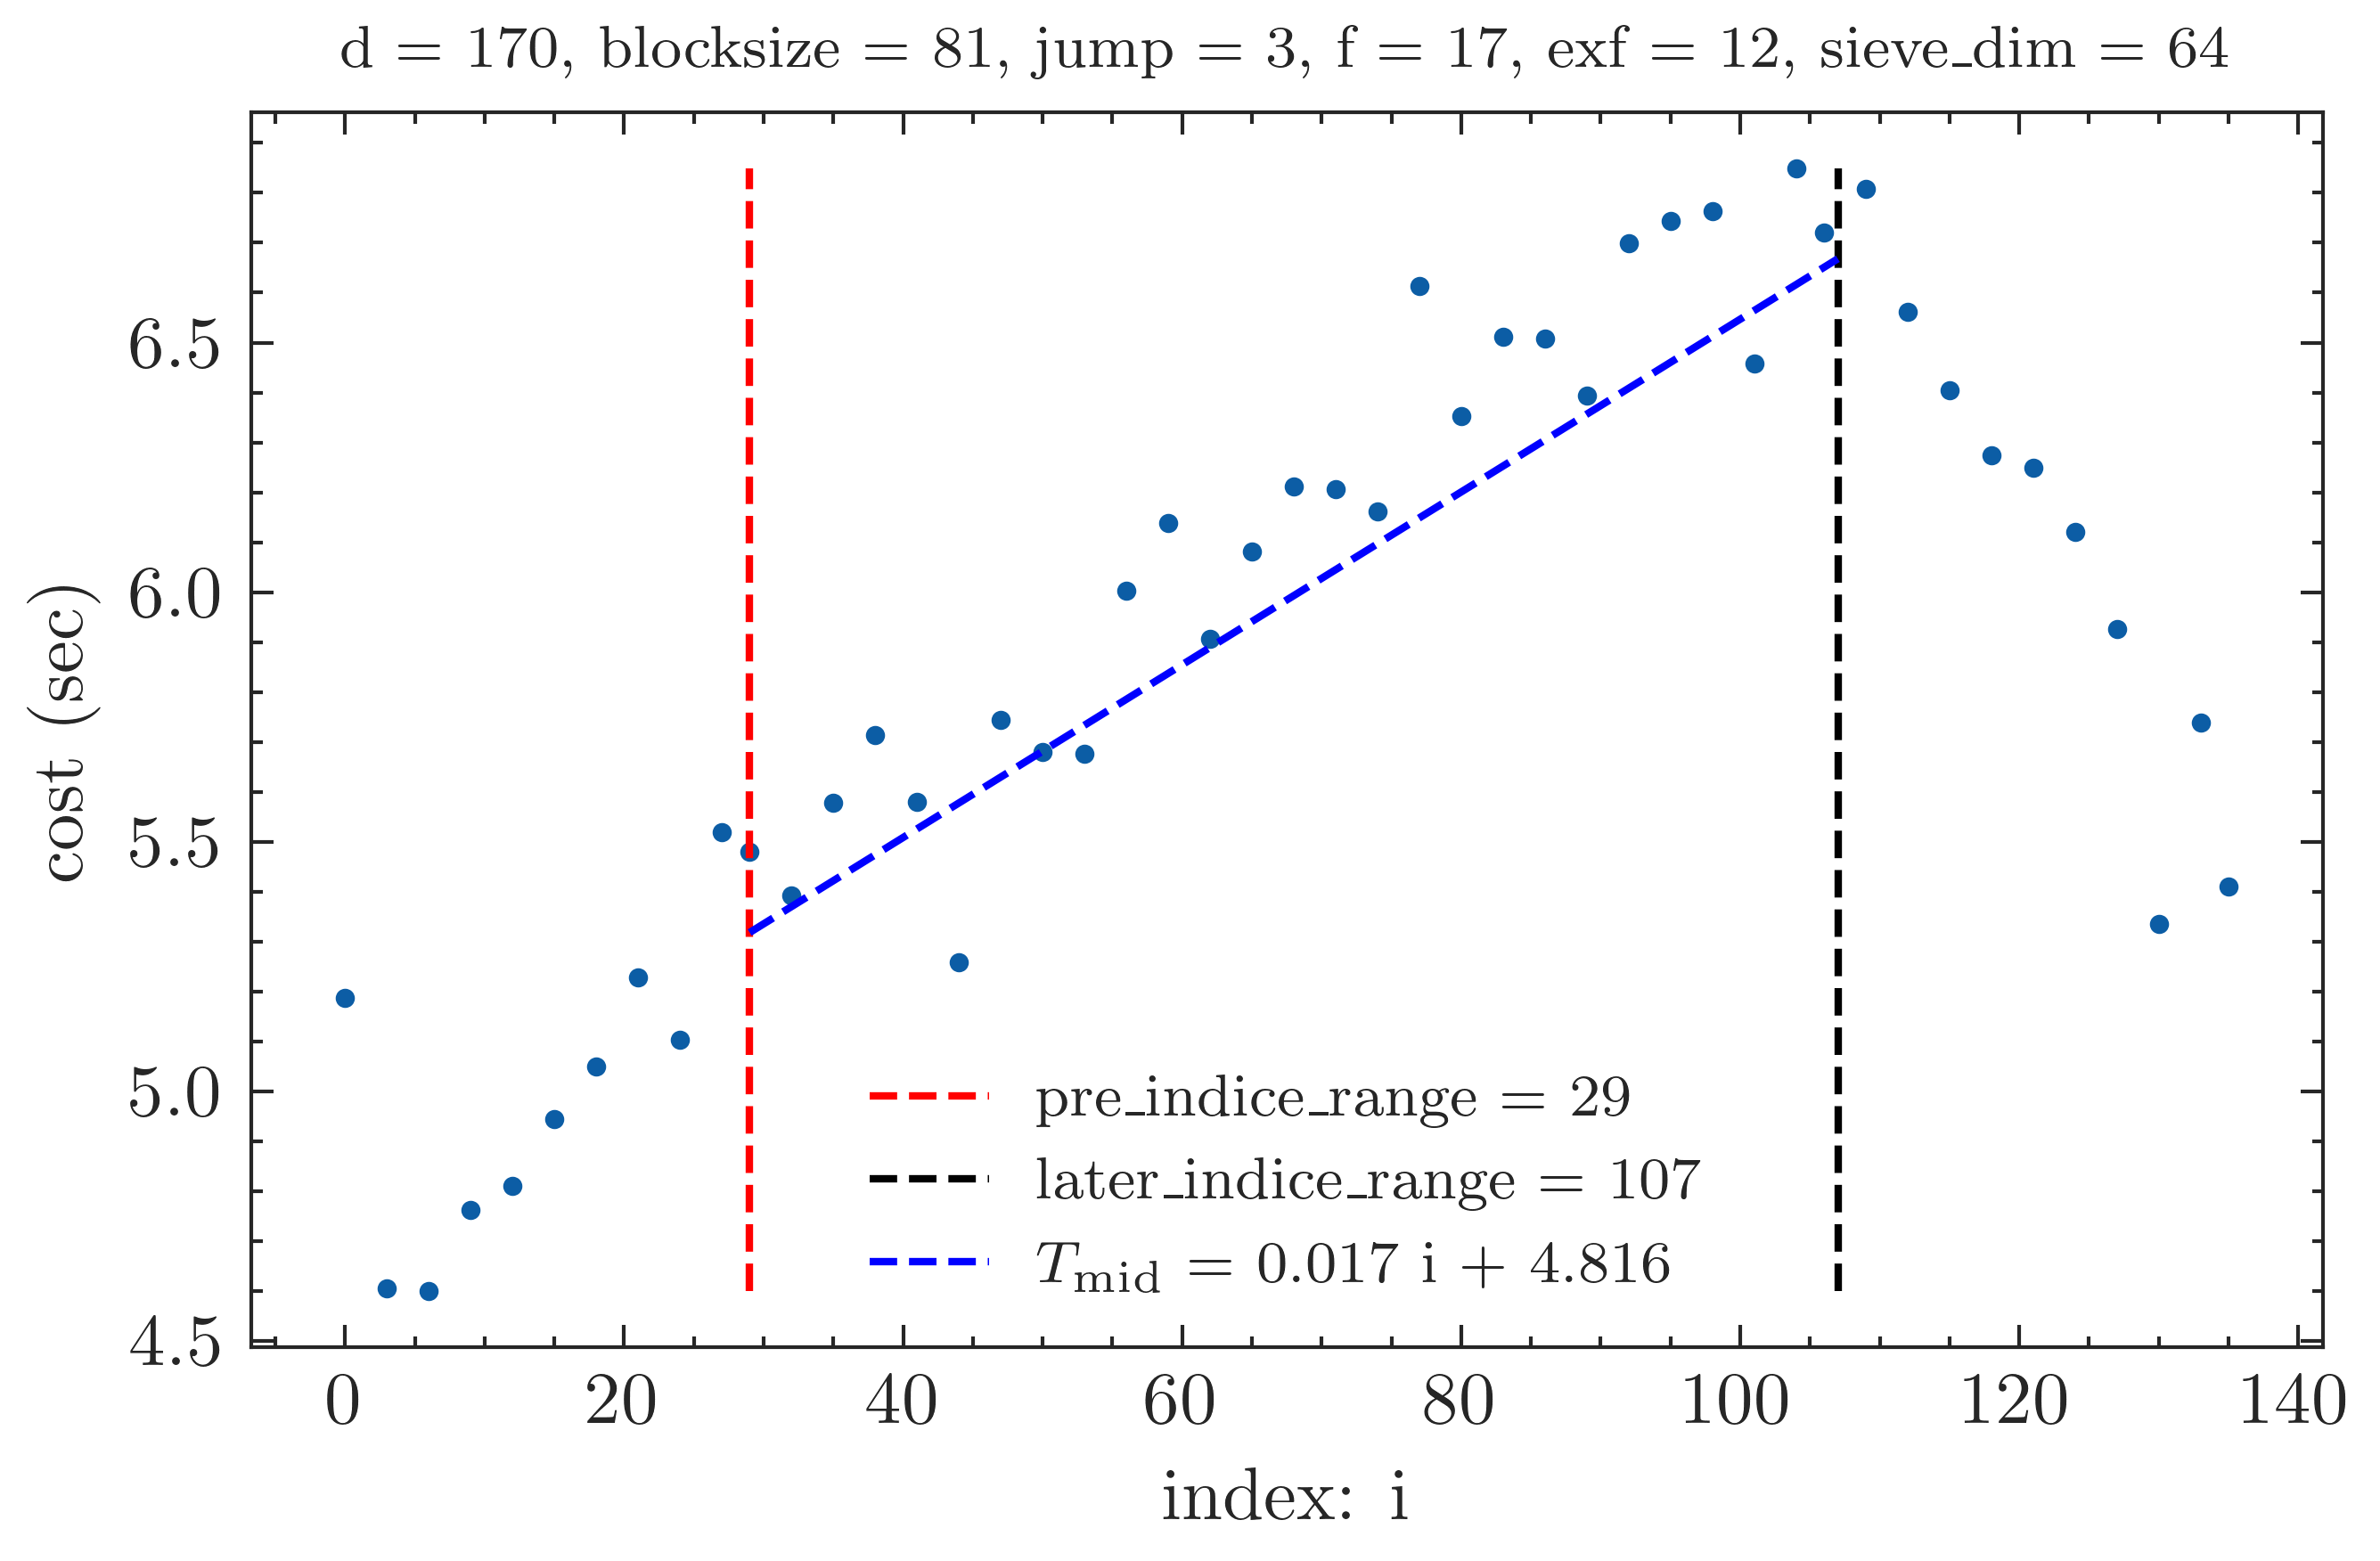 d = 170, blocksize = 81, jump = 3, f = 17, exf = 12, sieve_dim = 64
cost (sec)
6.5
6.0
5.5
5.0
4.5
pre_indice_range = 29
later_indice_range = 107
T_mid = 0.017 i + 4.816
0 20 40 60 80 100 120 140
index: i